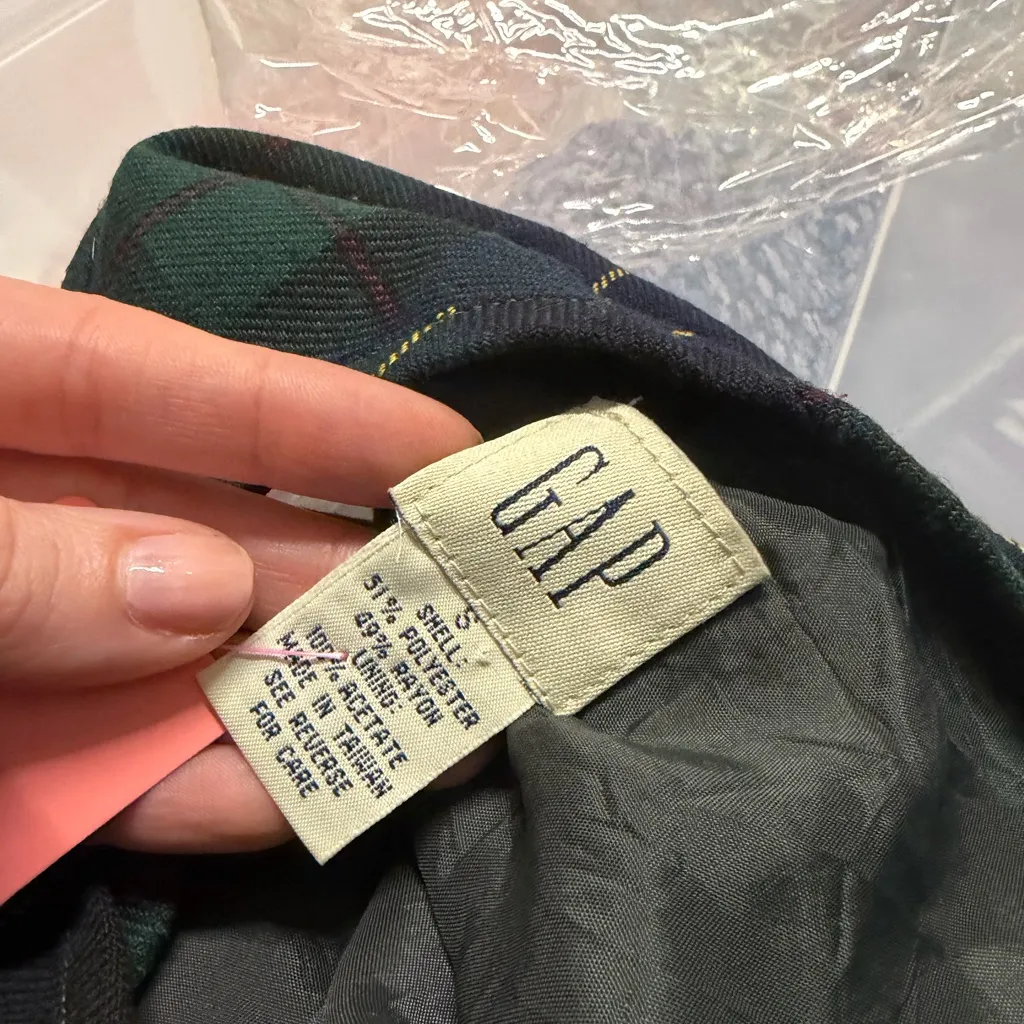 GAP
S
SHELL:
51% POLYESTER
49% RAYON
LINING:
100% ACETATE
MADE IN TAIWAN
SEE REVERSE
FOR CARE